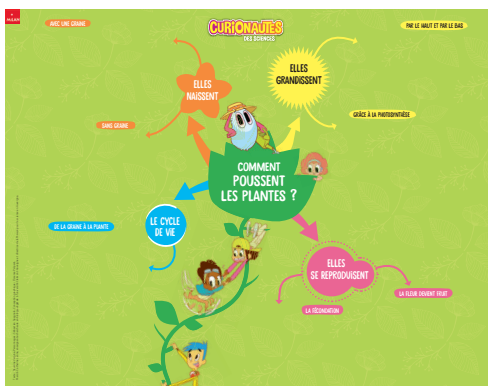 MILAN
CURIONAUTES
DES SCIENCES
AVEC UNE GRAINE
PAR LE HAUT ET PAR LE BAS
ELLES
NAISSENT
ELLES
GRANDISSENT
SANS GRAINE
GRÂCE À LA PHOTOSYNTHÈSE
COMMENT
POUSSENT
LES PLANTES ?
DE LA GRAINE À LA PLANTE
LE CYCLE
DE VIE
ELLES
SE REPRODUISENT
LA FLEUR DEVIENT FRUIT
LA FÉCONDATION